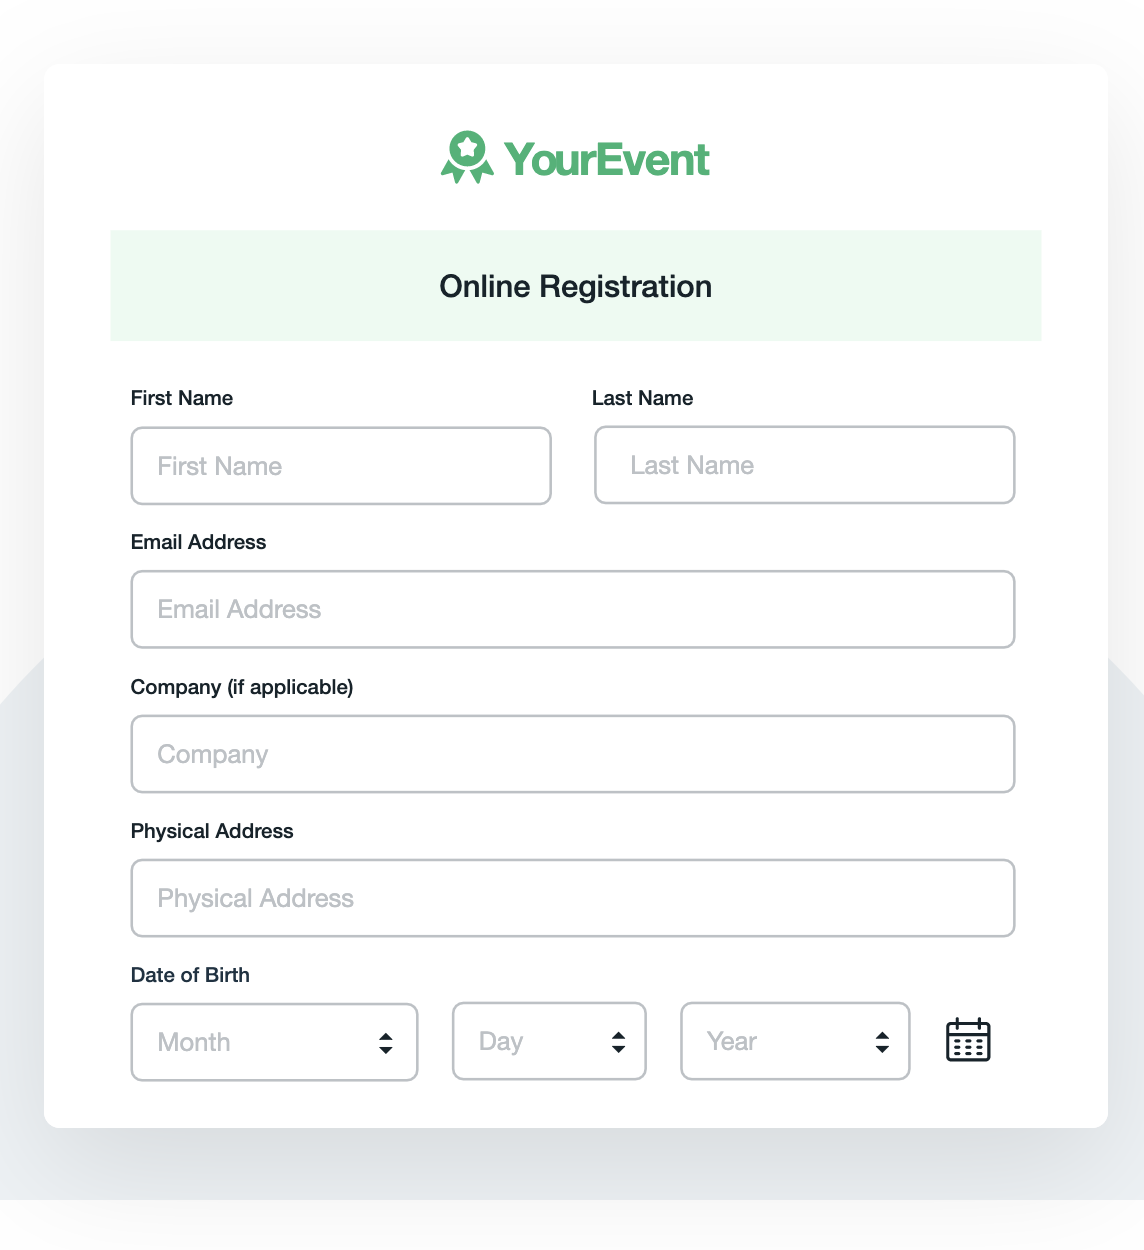 YourEvent
Online Registration
First Name
Last Name
First Name
Last Name
Email Address
Email Address
Company (if applicable)
Company
Physical Address
Physical Address
Date of Birth
Month
Day
Year